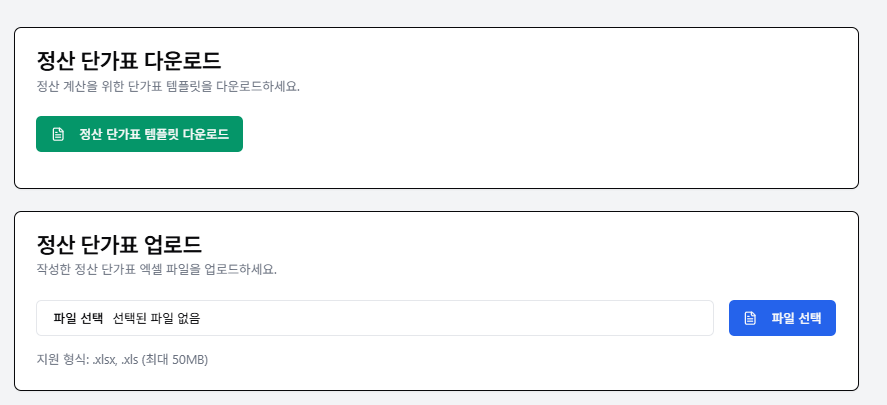 정산 단가표 다운로드
정산 계산을 위한 단가표 템플릿을 다운로드하세요.
정산 단가표 템플릿 다운로드
정산 단가표 업로드
작성한 정산 단가표 엑셀 파일을 업로드하세요.
파일 선택 선택된 파일 없음 파일 선택
지원 형식: .xlsx, .xls (최대 50MB)